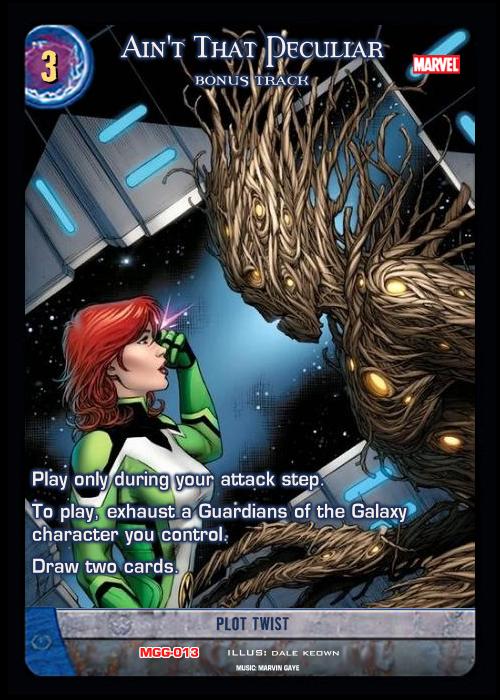 3
Ain't That Peculiar
BONUS TRACK
MARVEL
Play only during your attack step.
To play, exhaust a Guardians of the Galaxy
character you control.
Draw two cards.
PLOT TWIST
MGG-013 ILLUS: DALE KEOWN
MUSIC: MARVIN GAYE